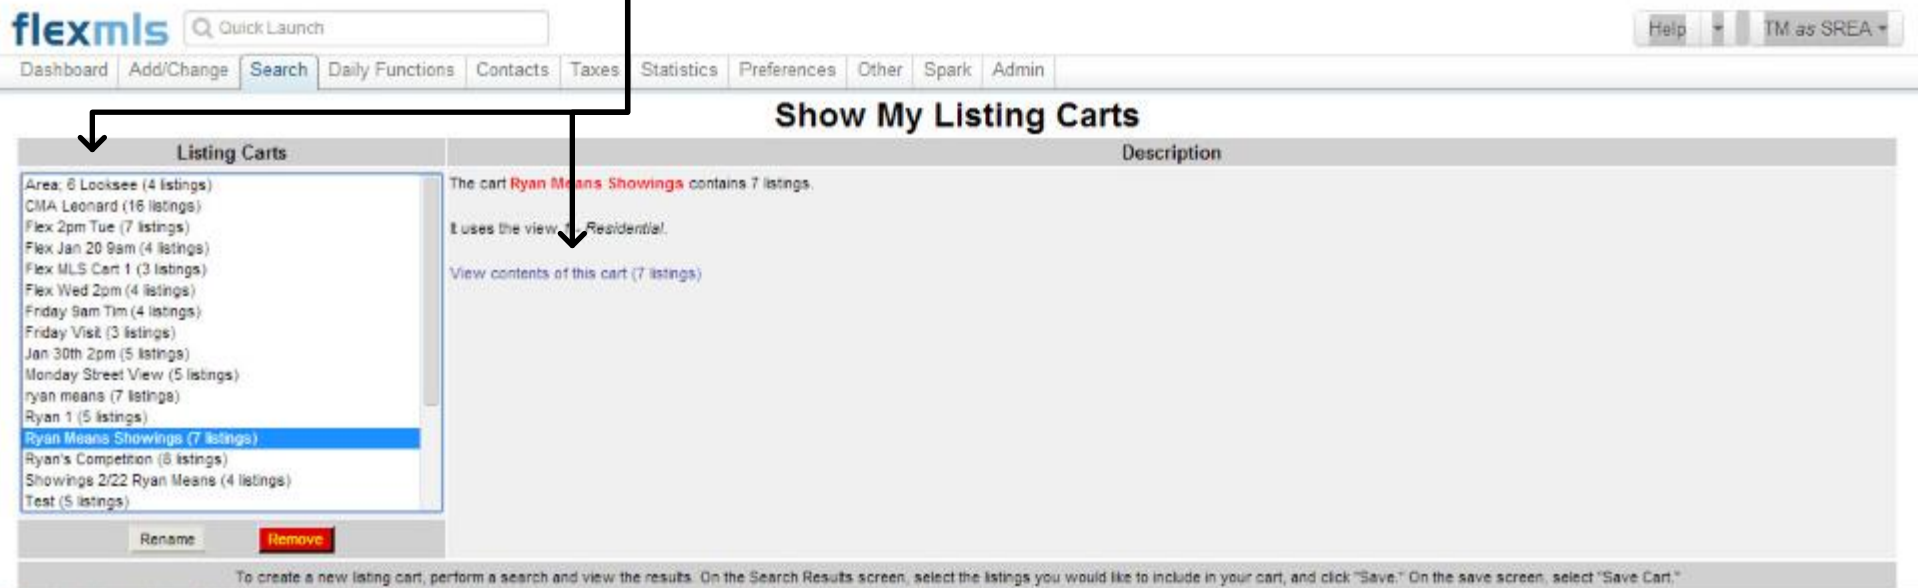 flexmls Quick Launch Help TM as SREA
Dashboard Add/Change Search Daily Functions Contacts Taxes Statistics Preferences Other Spark Admin
Show My Listing Carts
Listing Carts
Area; 6 Looksee (4 listings)
CMA Leonard (16 listings)
Flex 2pm Tue (7 listings)
Flex Jan 20 9am (4 listings)
Flex MLS Cart 1 (3 listings)
Flex Wed 2pm (4 listings)
Friday 9am Tim (4 listings)
Friday Visit (3 listings)
Jan 30th 2pm (5 listings)
Monday Street View (5 listings)
ryan means (7 listings)
Ryan 1 (5 listings)
Ryan Means Showings (7 listings)
Ryan's Competition (8 listings)
Showings 2/22 Ryan Means (4 listings)
Test (5 listings)
Rename Remove
Description
The cart Ryan Means Showings contains 7 listings.
It uses the view, - Residential.
View contents of this cart (7 listings)
To create a new listing cart, perform a search and view the results. On the Search Results screen, select the listings you would like to include in your cart, and click "Save." On the save screen, select "Save Cart."